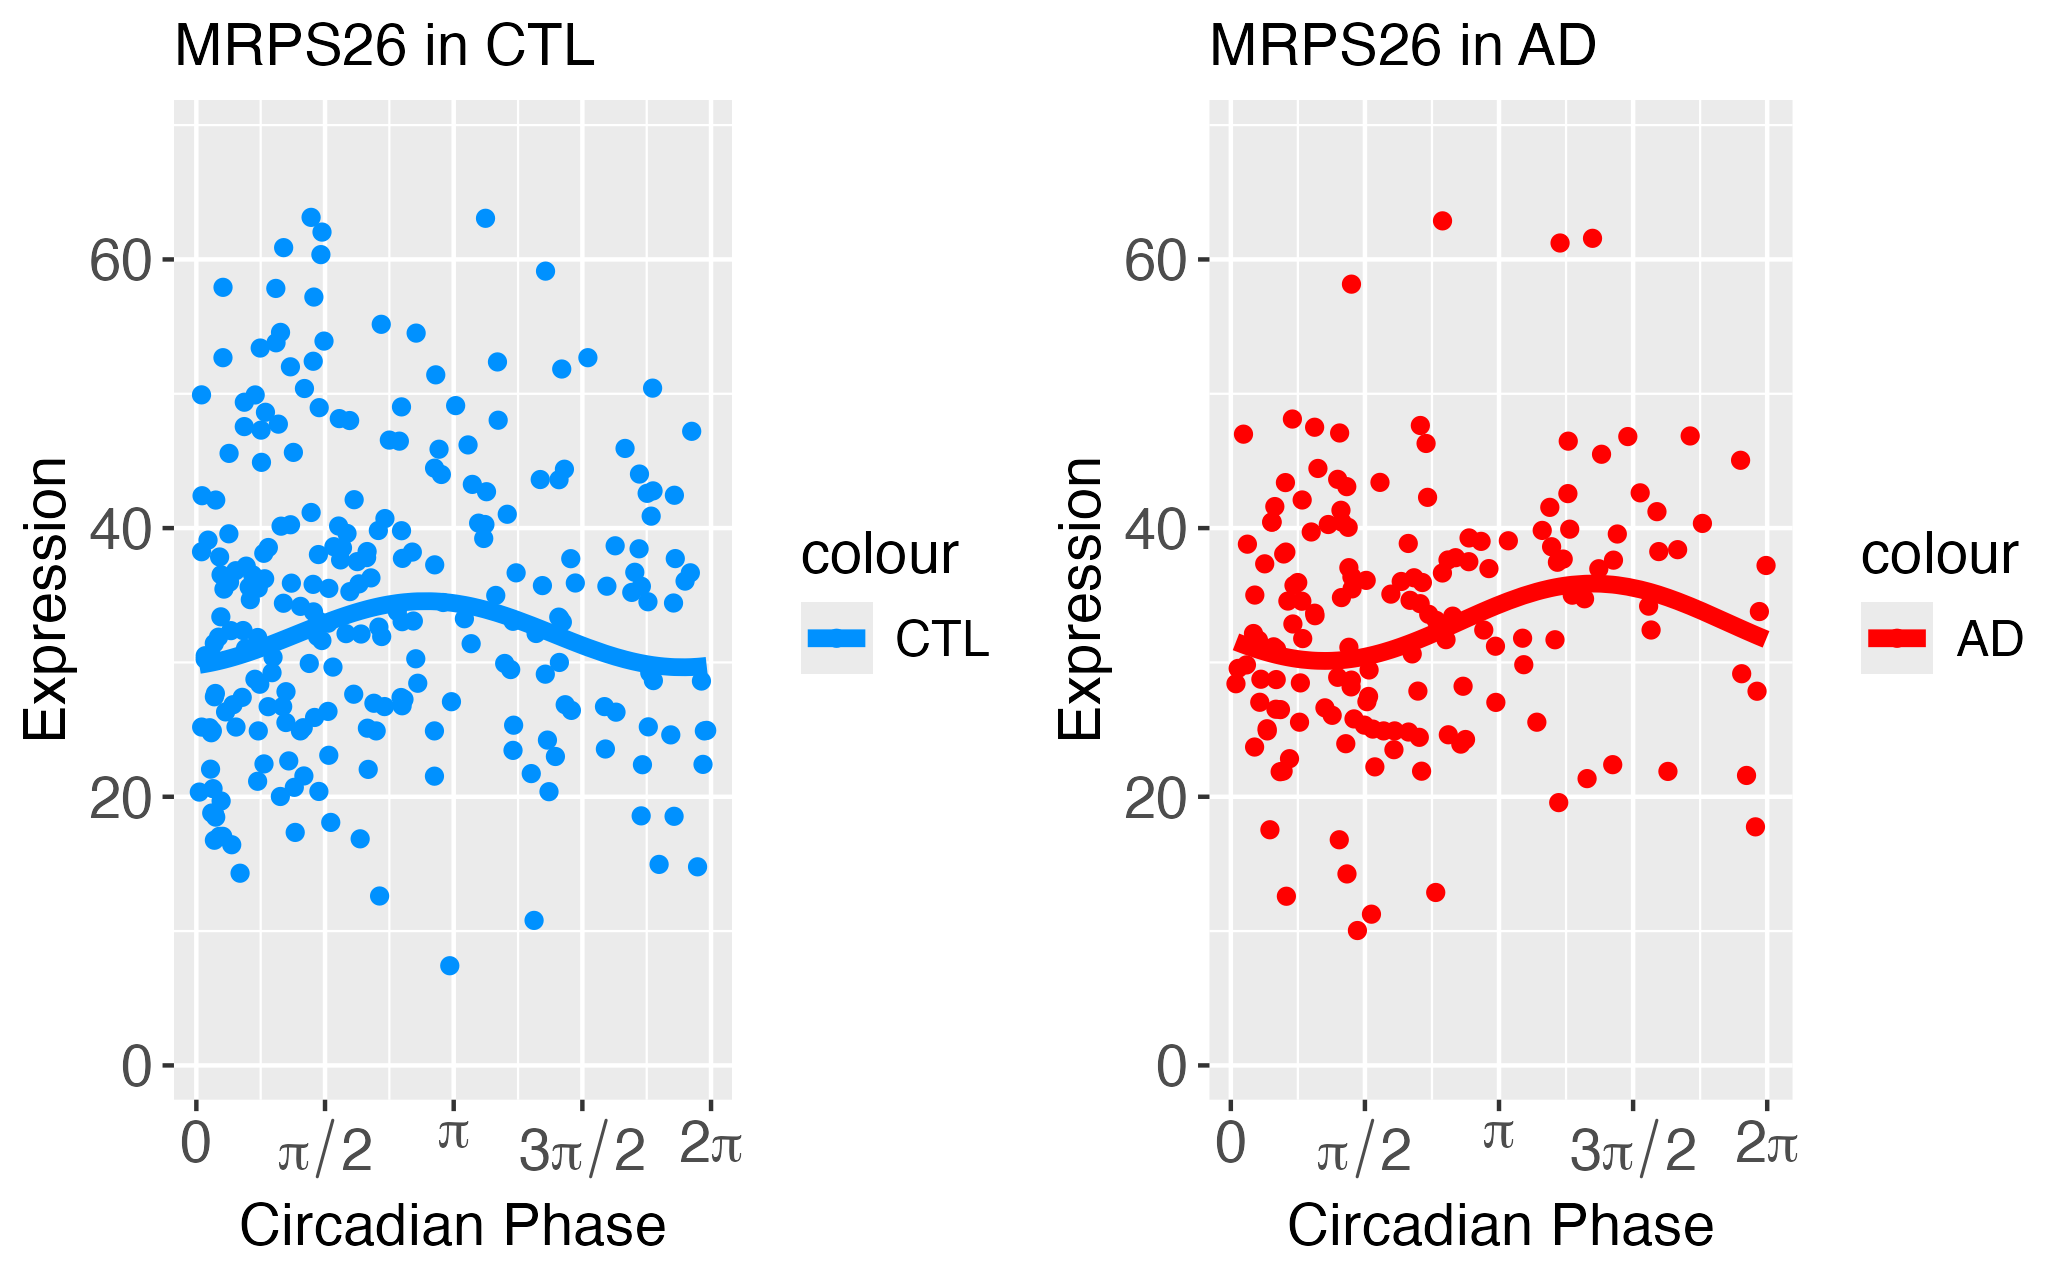 MRPS26 in CTL
Expression
60
40
20
0
0 π/2 π 3π/2 2π
Circadian Phase
colour
CTL
MRPS26 in AD
Expression
60
40
20
0
0 π/2 π 3π/2 2π
Circadian Phase
colour
AD